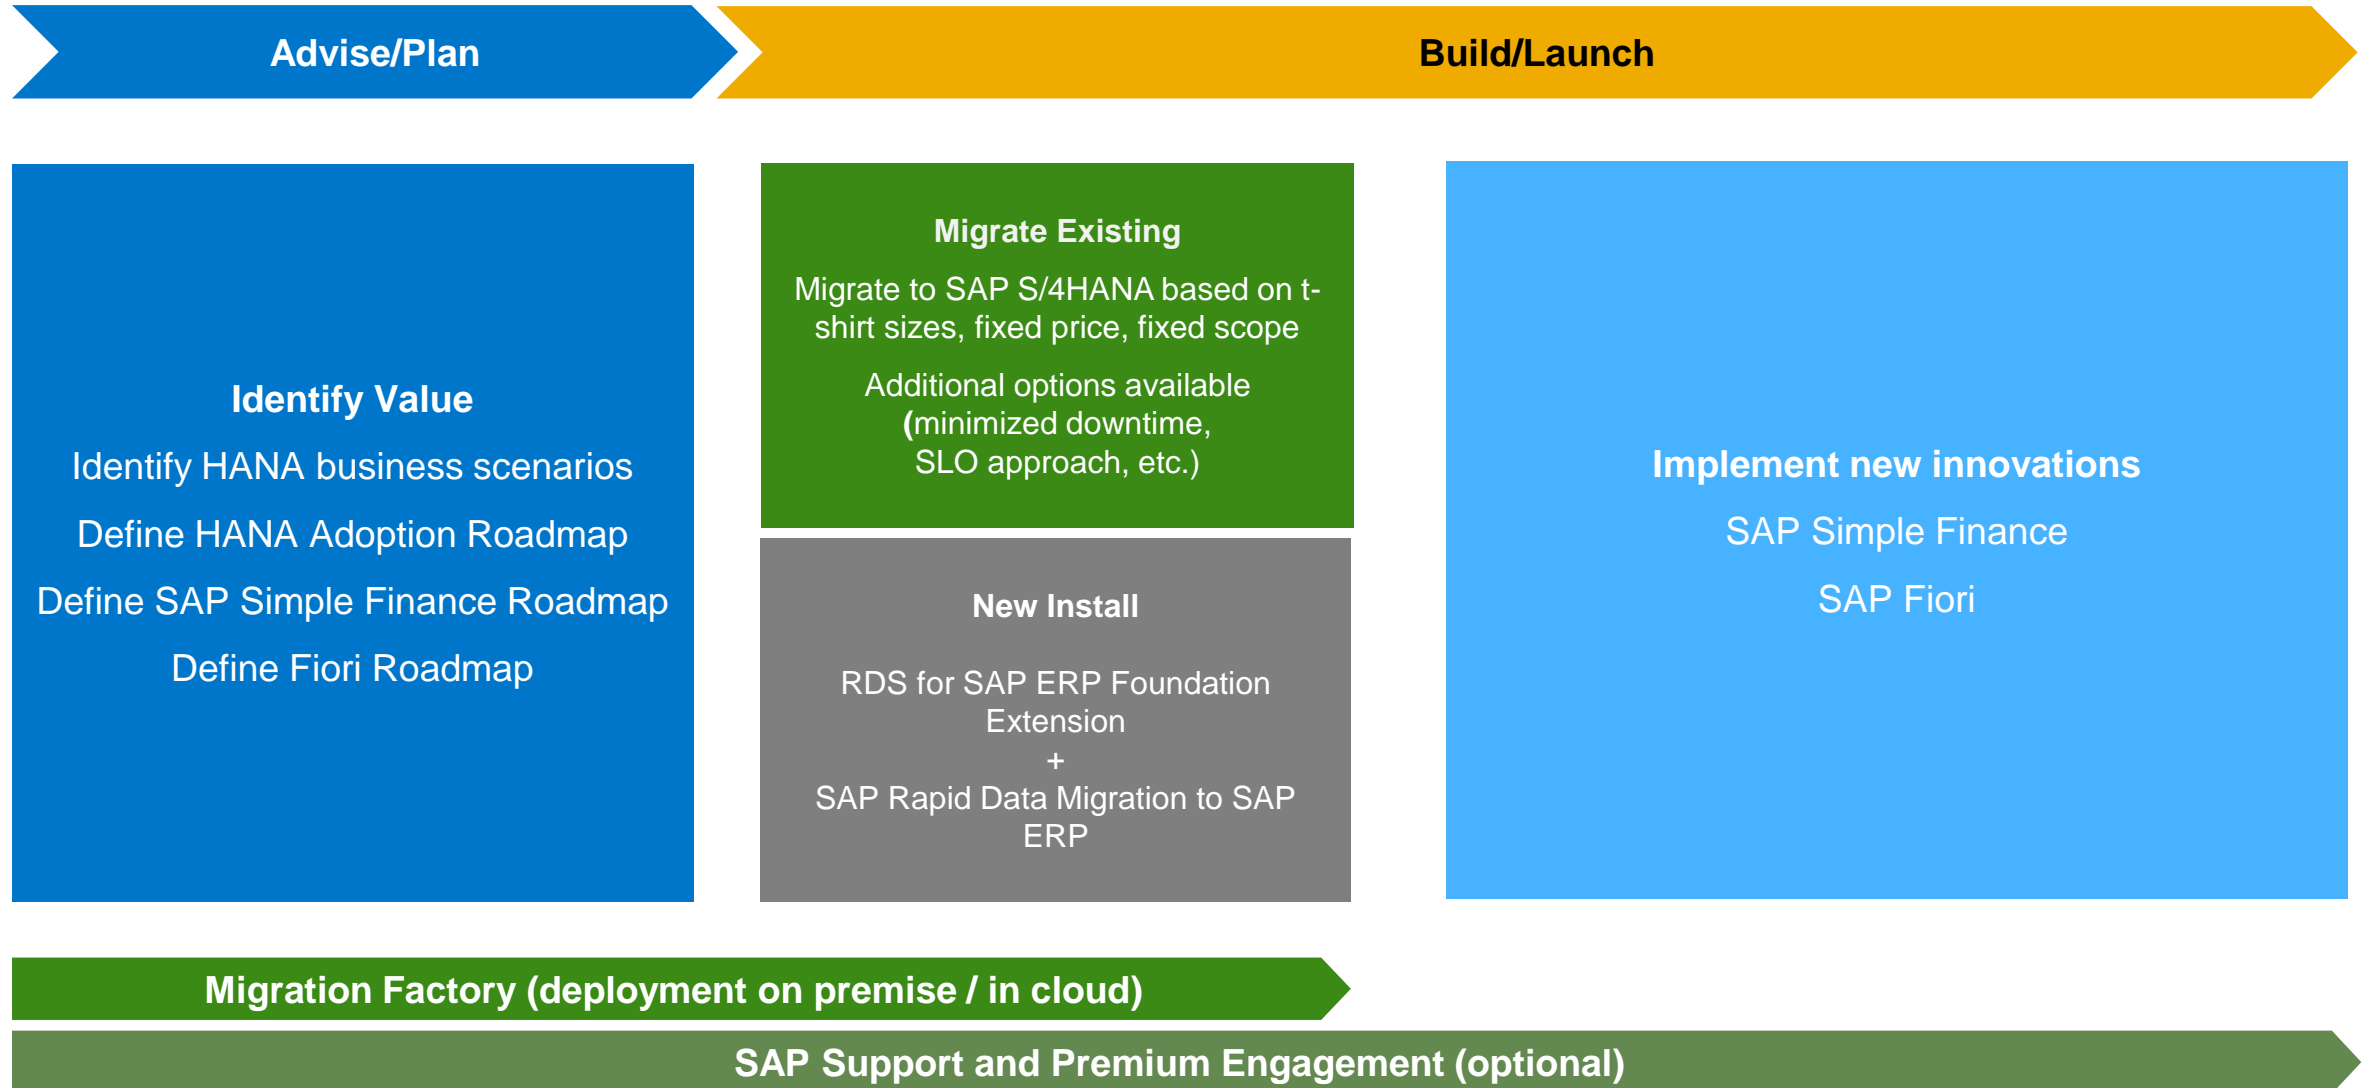 Advise/Plan
Build/Launch
Identify Value
Identify HANA business scenarios
Define HANA Adoption Roadmap
Define SAP Simple Finance Roadmap
Define Fiori Roadmap
Migrate Existing
Migrate to SAP S/4HANA based on t-
shirt sizes, fixed price, fixed scope
Additional options available
(minimized downtime,
SLO approach, etc.)
New Install
RDS for SAP ERP Foundation
Extension
+
SAP Rapid Data Migration to SAP
ERP
Implement new innovations
SAP Simple Finance
SAP Fiori
Migration Factory (deployment on premise / in cloud)
SAP Support and Premium Engagement (optional)